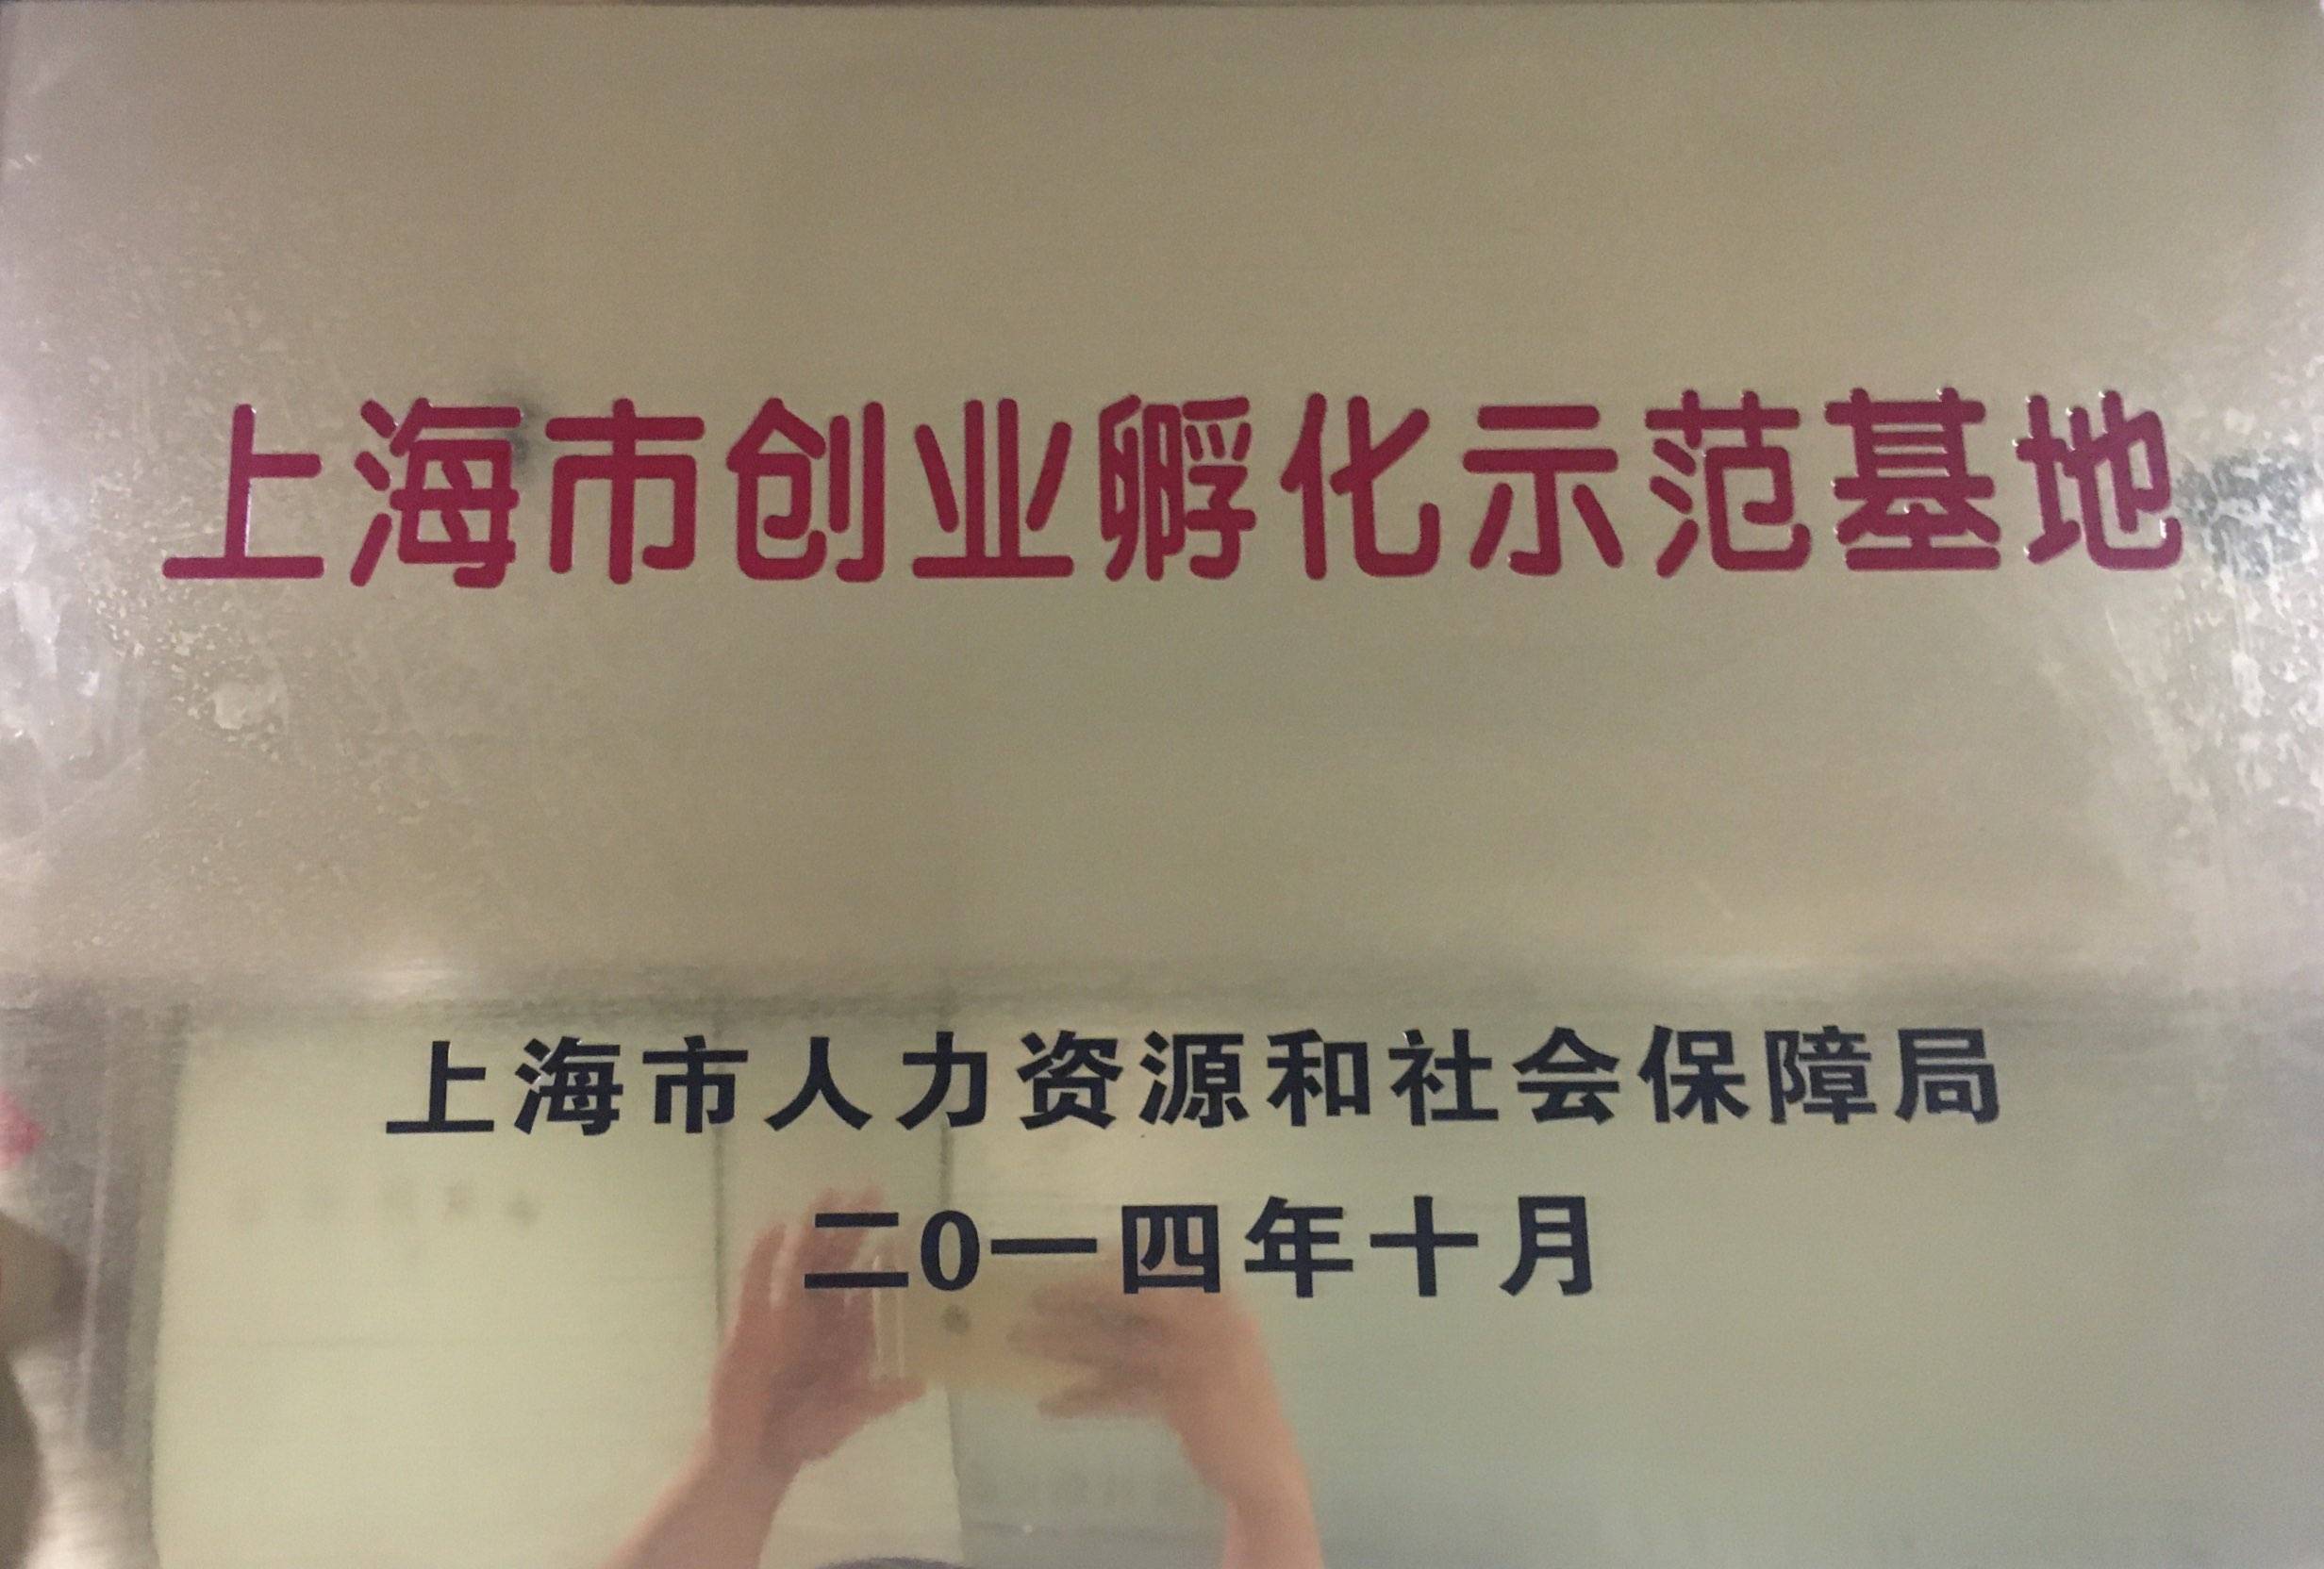 上海市创业孵化示范基地
上海市人力资源和社会保障局
二0一四年十月